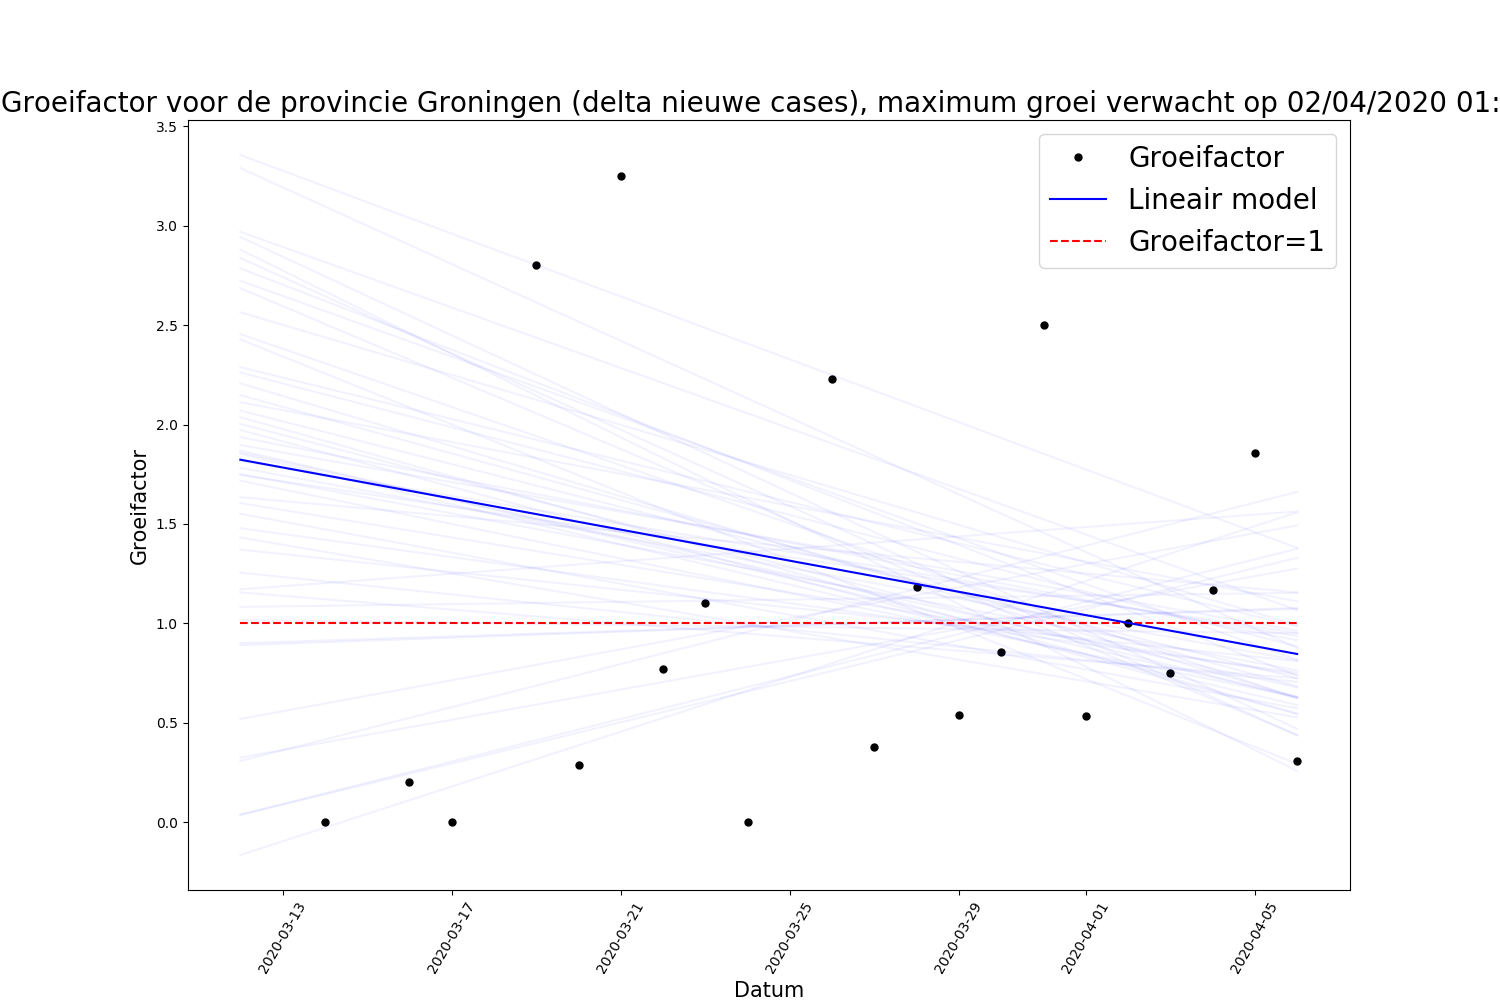 Groeifactor voor de provincie Groningen (delta nieuwe cases), maximum groei verwacht op 02/04/2020 01:
3.5
3.0
2.5
2.0
1.5
1.0
0.5
0.0
Groeifactor
Groeifactor
Lineair model
Groeifactor=1
2020-03-13
2020-03-17
2020-03-21
2020-03-25
2020-03-29
2020-04-01
2020-04-05
Datum